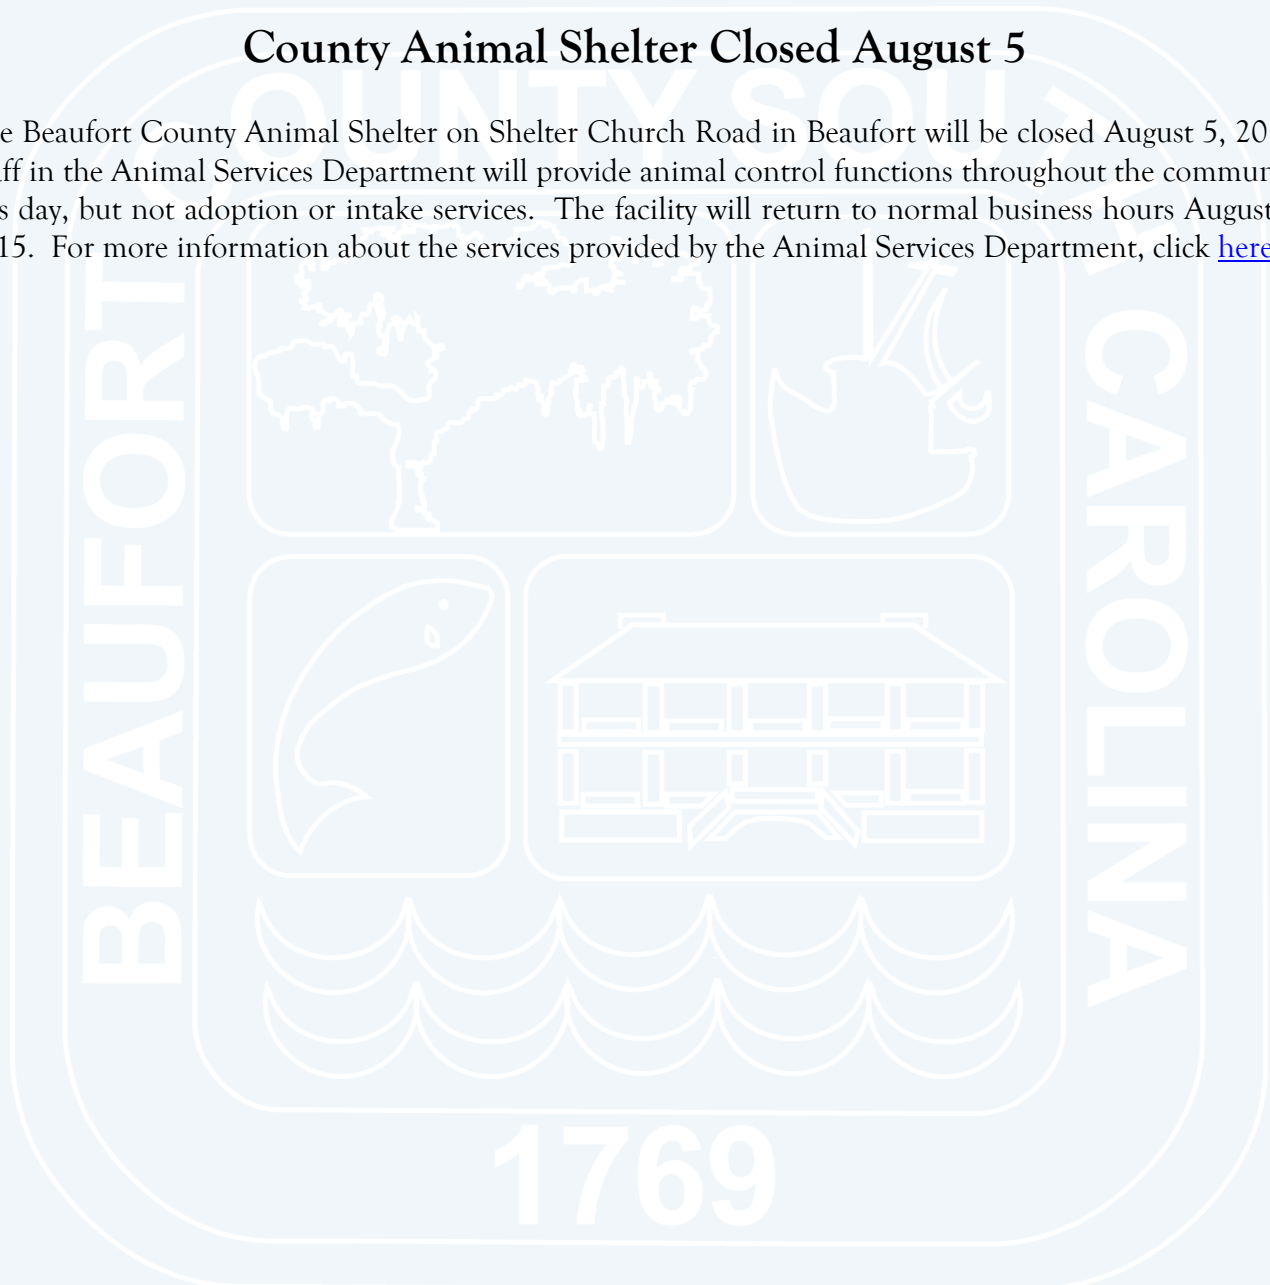 County Animal Shelter Closed August 5
e Beaufort County Animal Shelter on Shelter Church Road in Beaufort will be closed August 5, 20
ff in the Animal Services Department will provide animal control functions throughout the commun
s day, but not adoption or intake services. The facility will return to normal business hours August
15. For more information about the services provided by the Animal Services Department, click here
BEAUFORT COUNTY SOUTH CAROLINA
1769